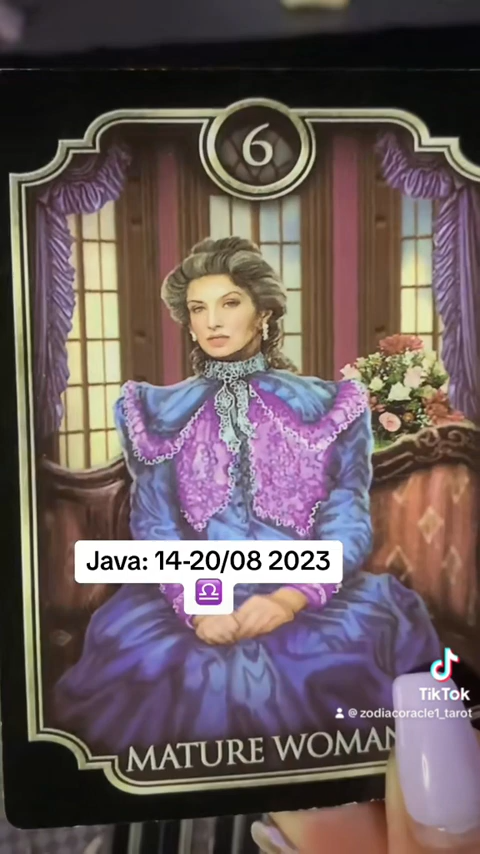 6
Java: 14-20/08 2023
♎
TikTok
@zodiacoracle1_tarot
MATURE WOMAN